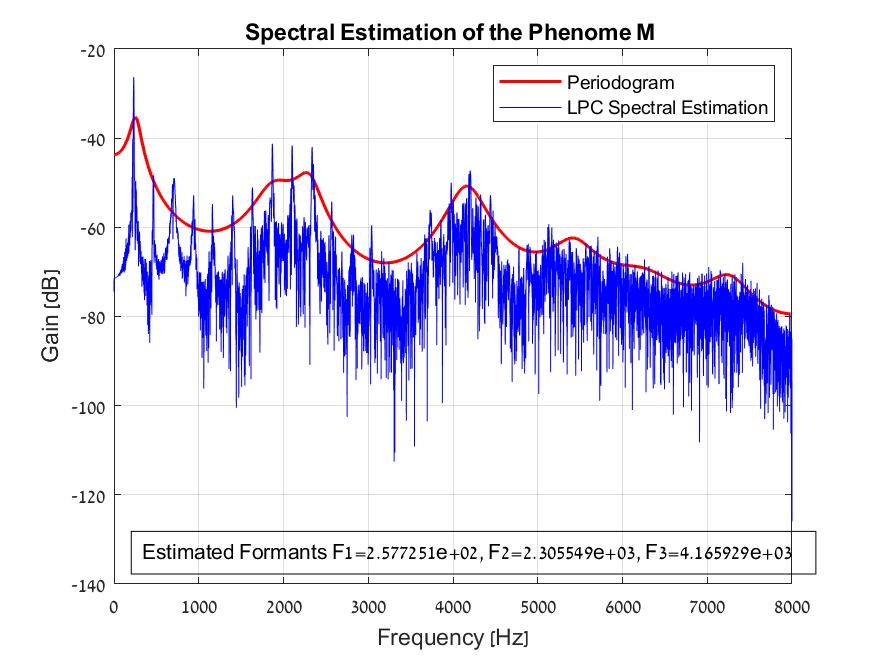 Spectral Estimation of the Phenome M
-20
-40
-60
-80
-100
-120
-140
Gain [dB]
Periodogram
LPC Spectral Estimation
Estimated Formants F1=2.577251e+02, F2=2.305549e+03, F3=4.165929e+03
0 1000 2000 3000 4000 5000 6000 7000 8000
Frequency [Hz]